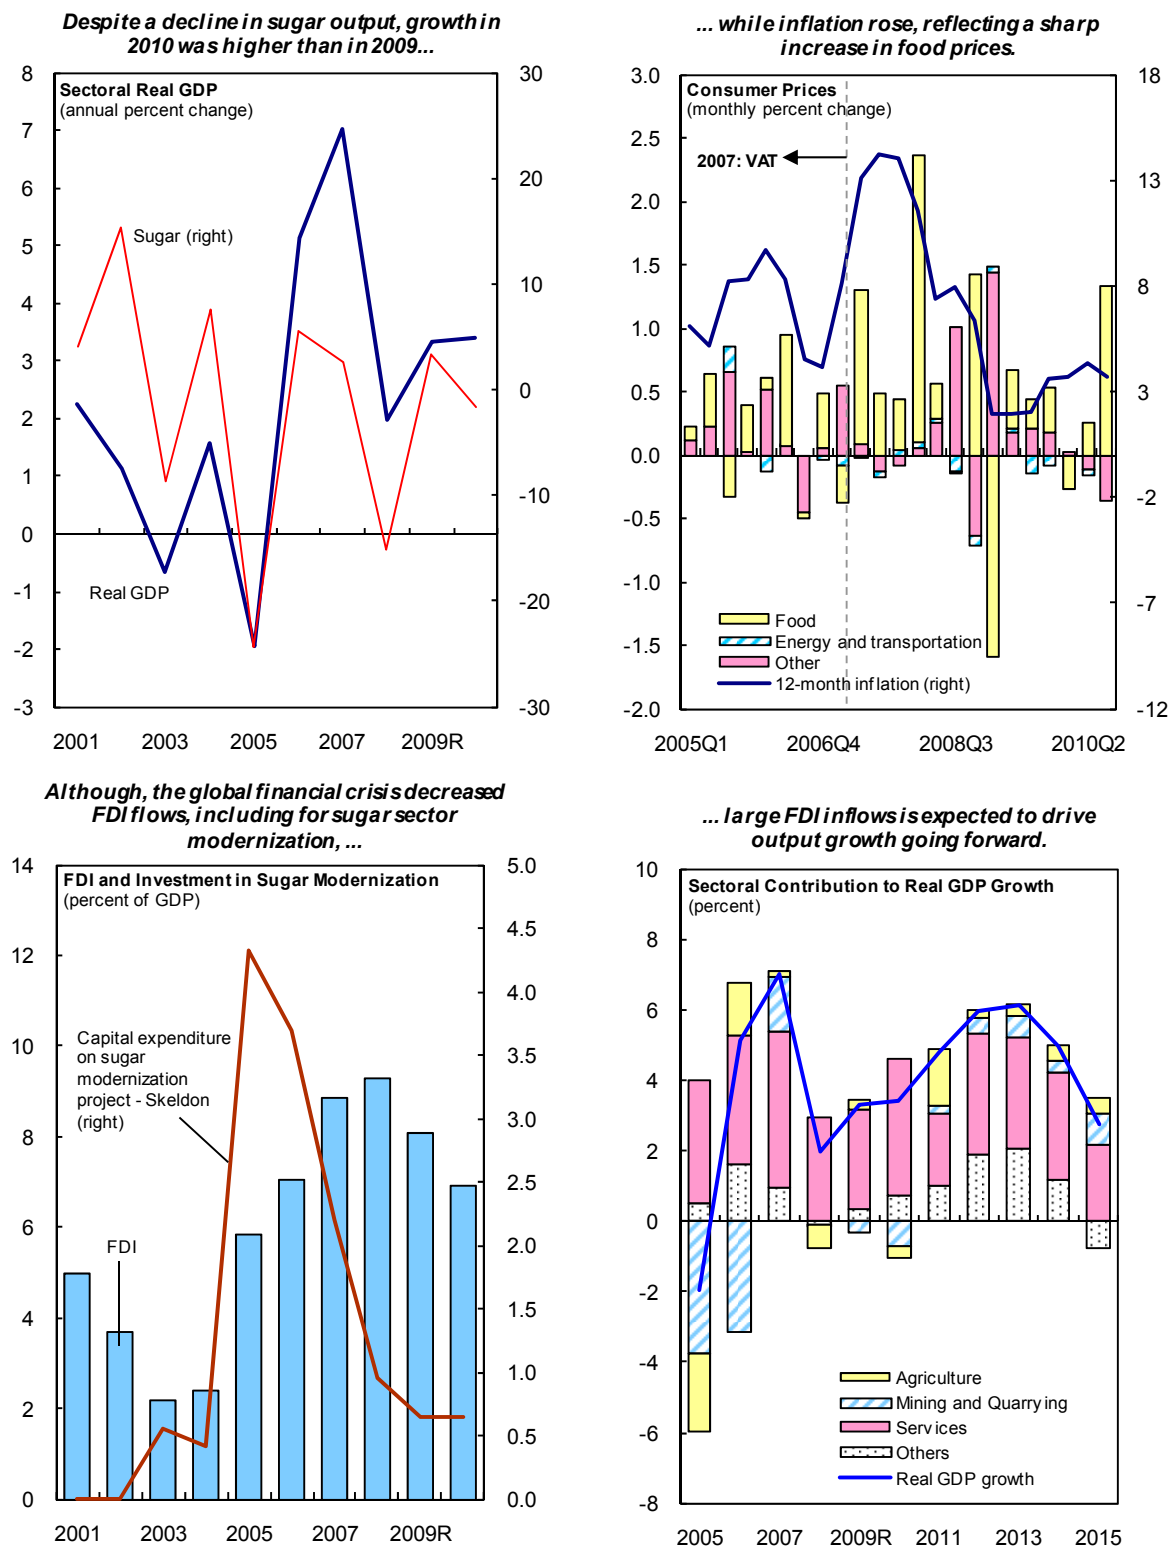 Despite a decline in sugar output, growth in
2010 was higher than in 2009...
8
7
6
5
4
3
2
1
0
-1
-2
-3
30
20
10
0
-10
-20
-30
Sectoral Real GDP
(annual percent change)
Sugar (right)
Real GDP
2001
2003
2005
2007
2009R
... while inflation rose, reflecting a sharp
increase in food prices.
3.0
2.5
2.0
1.5
1.0
0.5
0.0
-0.5
-1.0
-1.5
-2.0
18
13
8
3
-2
-7
-12
Consumer Prices
(monthly percent change)
2007: VAT
Food
Energy and transportation
Other
12-month inflation (right)
2005Q1
2006Q4
2008Q3
2010Q2
Although, the global financial crisis decreased
FDI flows, including for sugar sector
modernization, ...
14
12
10
8
6
4
2
0
5.0
4.5
4.0
3.5
3.0
2.5
2.0
1.5
1.0
0.5
0.0
FDI and Investment in Sugar Modernization
(percent of GDP)
Capital expenditure
on sugar
modernization
project - Skeldon
(right)
FDI
2001
2003
2005
2007
2009R
... large FDI inflows is expected to drive
output growth going forward.
10
8
6
4
2
0
-2
-4
-6
-8
Sectoral Contribution to Real GDP Growth
(percent)
Agriculture
Mining and Quarrying
Services
Others
Real GDP growth
2005
2007
2009R
2011
2013
2015